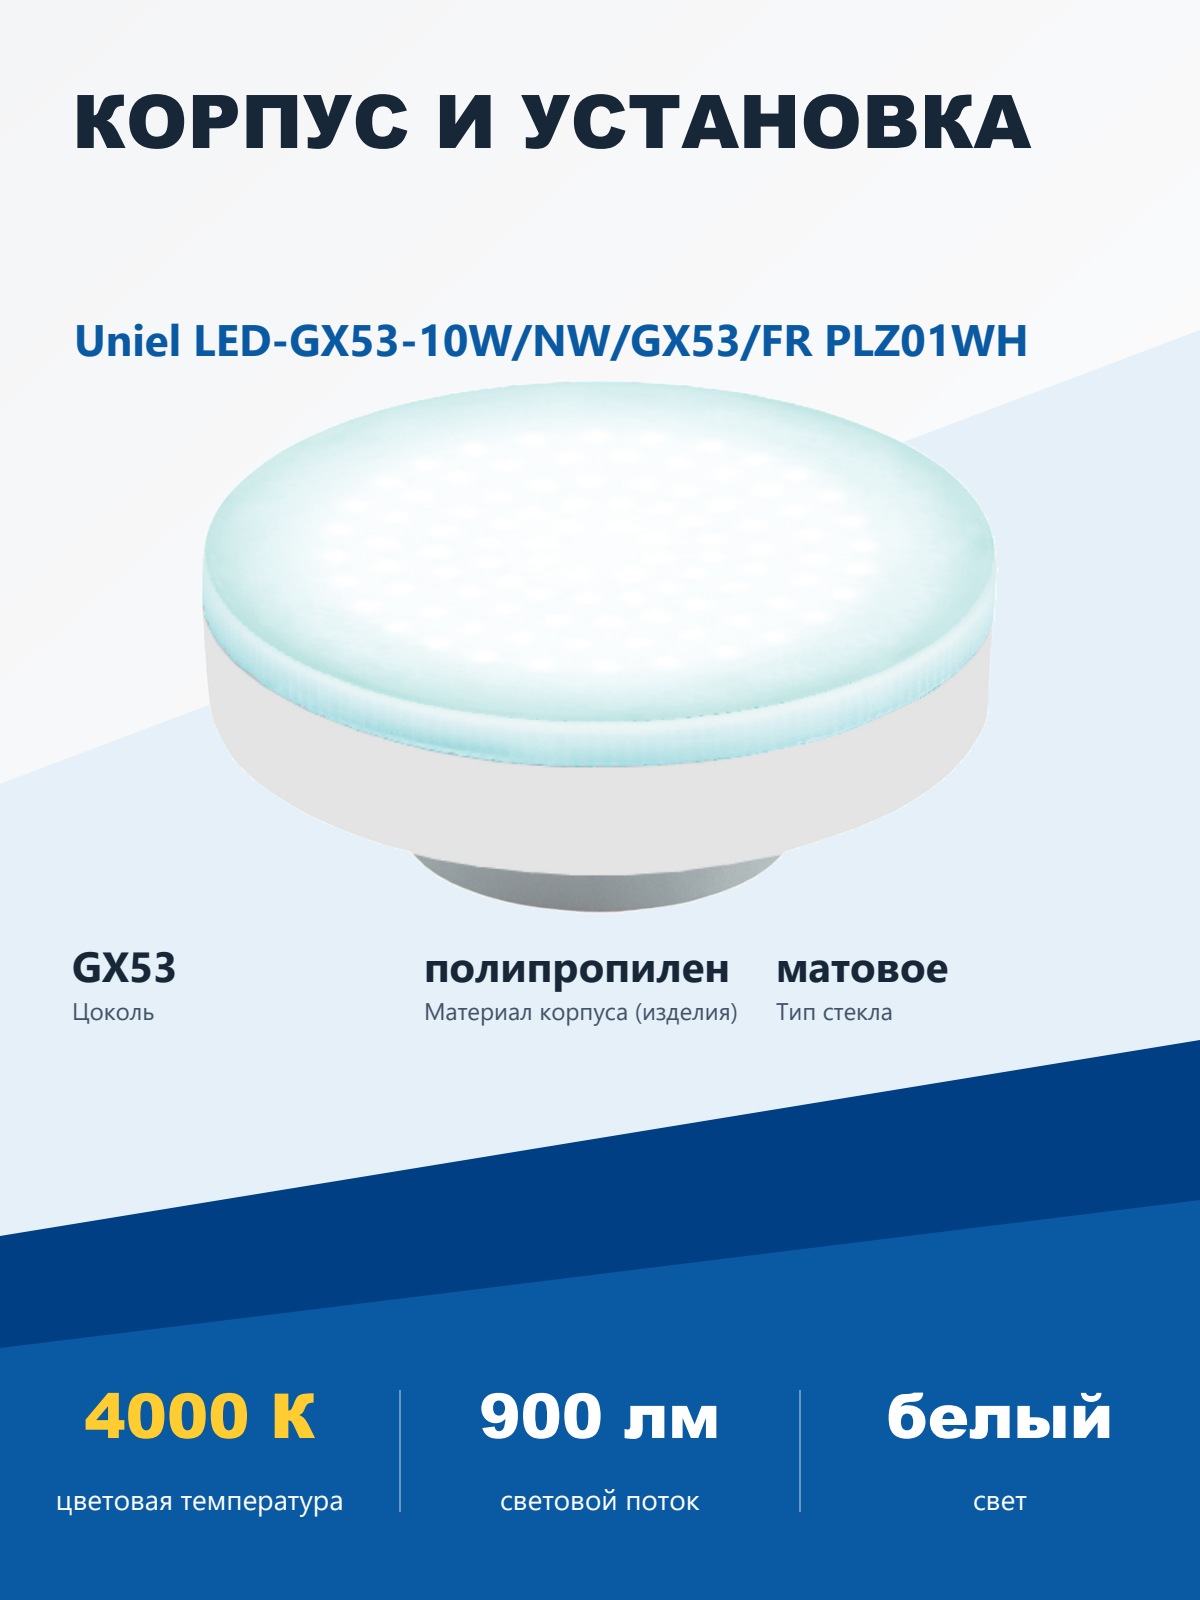 КОРПУС И УСТАНОВКА
Uniel LED-GX53-10W/NW/GX53/FR PLZ01WH
GX53
Цоколь
полипропилен
Материал корпуса (изделия)
матовое
Тип стекла
4000 К
цветовая температура
900 лм
световой поток
белый
свет